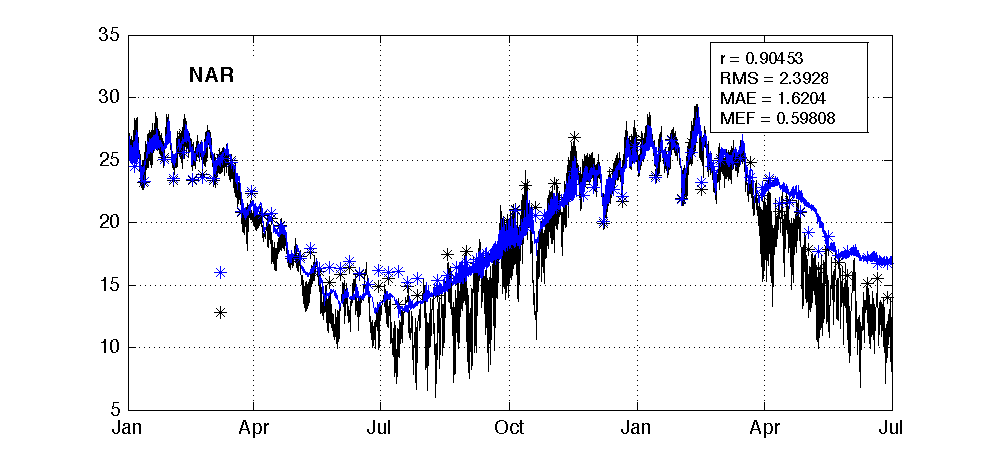 35
30
25
20
15
10
5
NAR
r = 0.90453
RMS = 2.3928
MAE = 1.6204
MEF = 0.59808
Jan Apr Jul Oct Jan Apr Jul